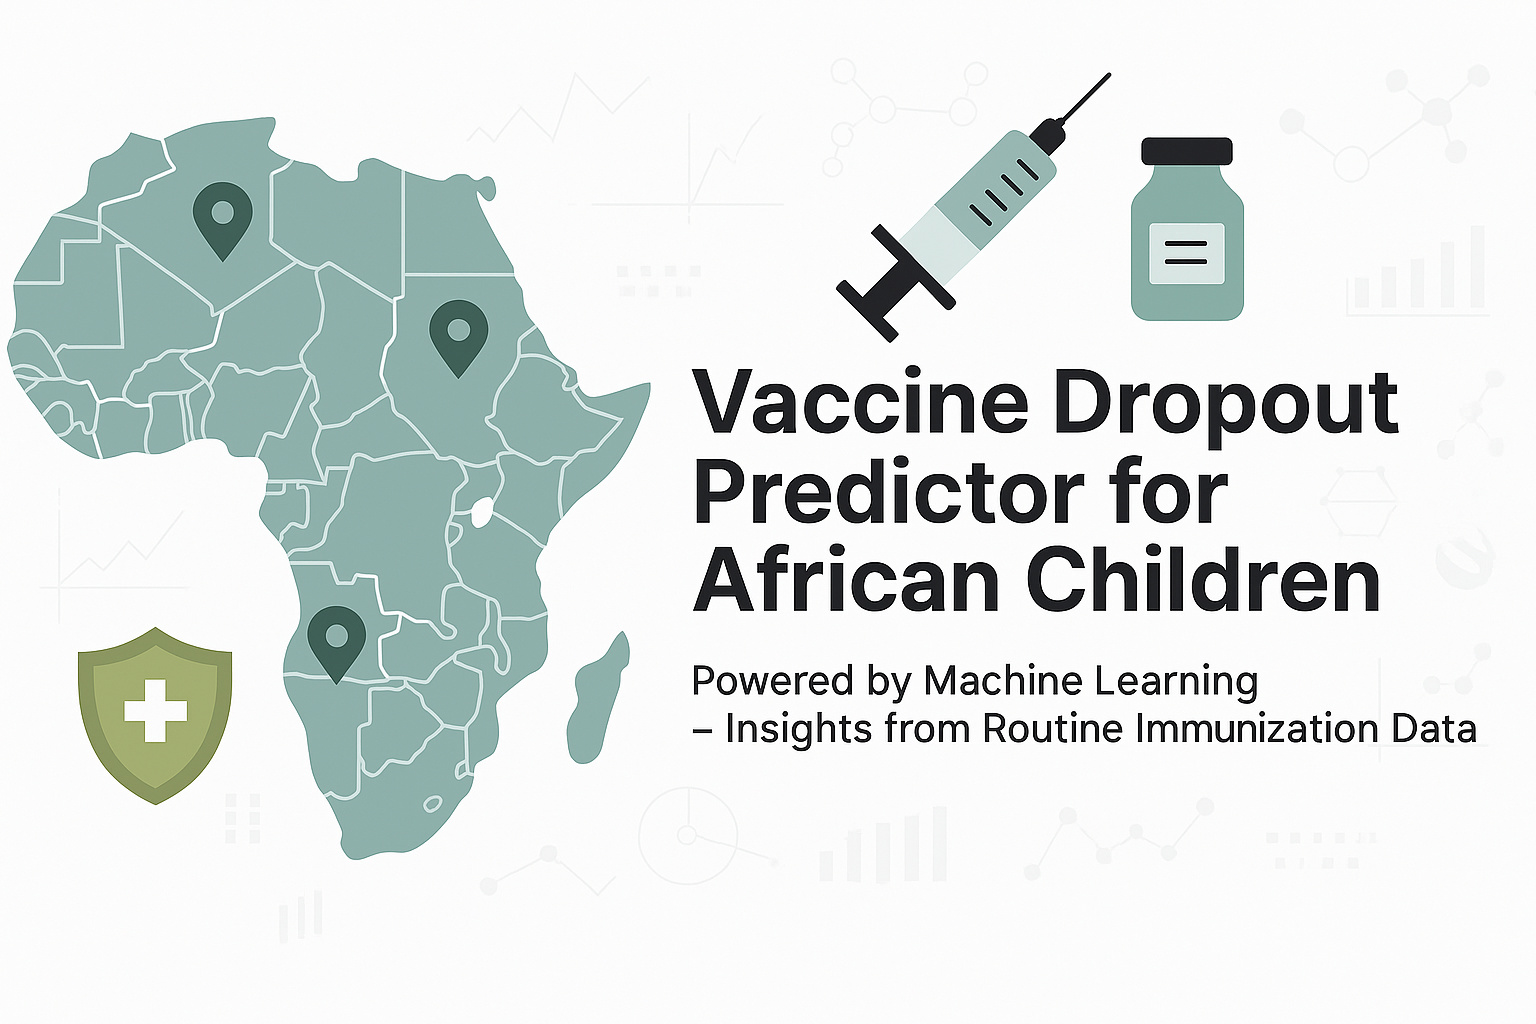 Vaccine Dropout
Predictor for
African Children
Powered by Machine Learning
– Insights from Routine Immunization Data